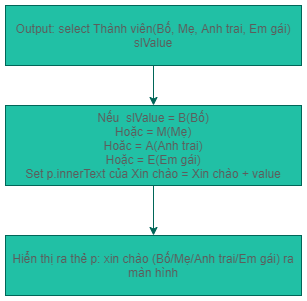 Output: select Thành viên(Bố, Mẹ, Anh trai, Em gái)
slValue
Nếu slValue = B(Bố)
Hoặc = M(Mẹ)
Hoặc = A(Anh trai)
Hoặc = E(Em gái)
Set p.innerText của Xin chào = Xin chào + value
Hiển thị ra thẻ p: xin chào (Bố/Mẹ/Anh trai/Em gái) ra
màn hình